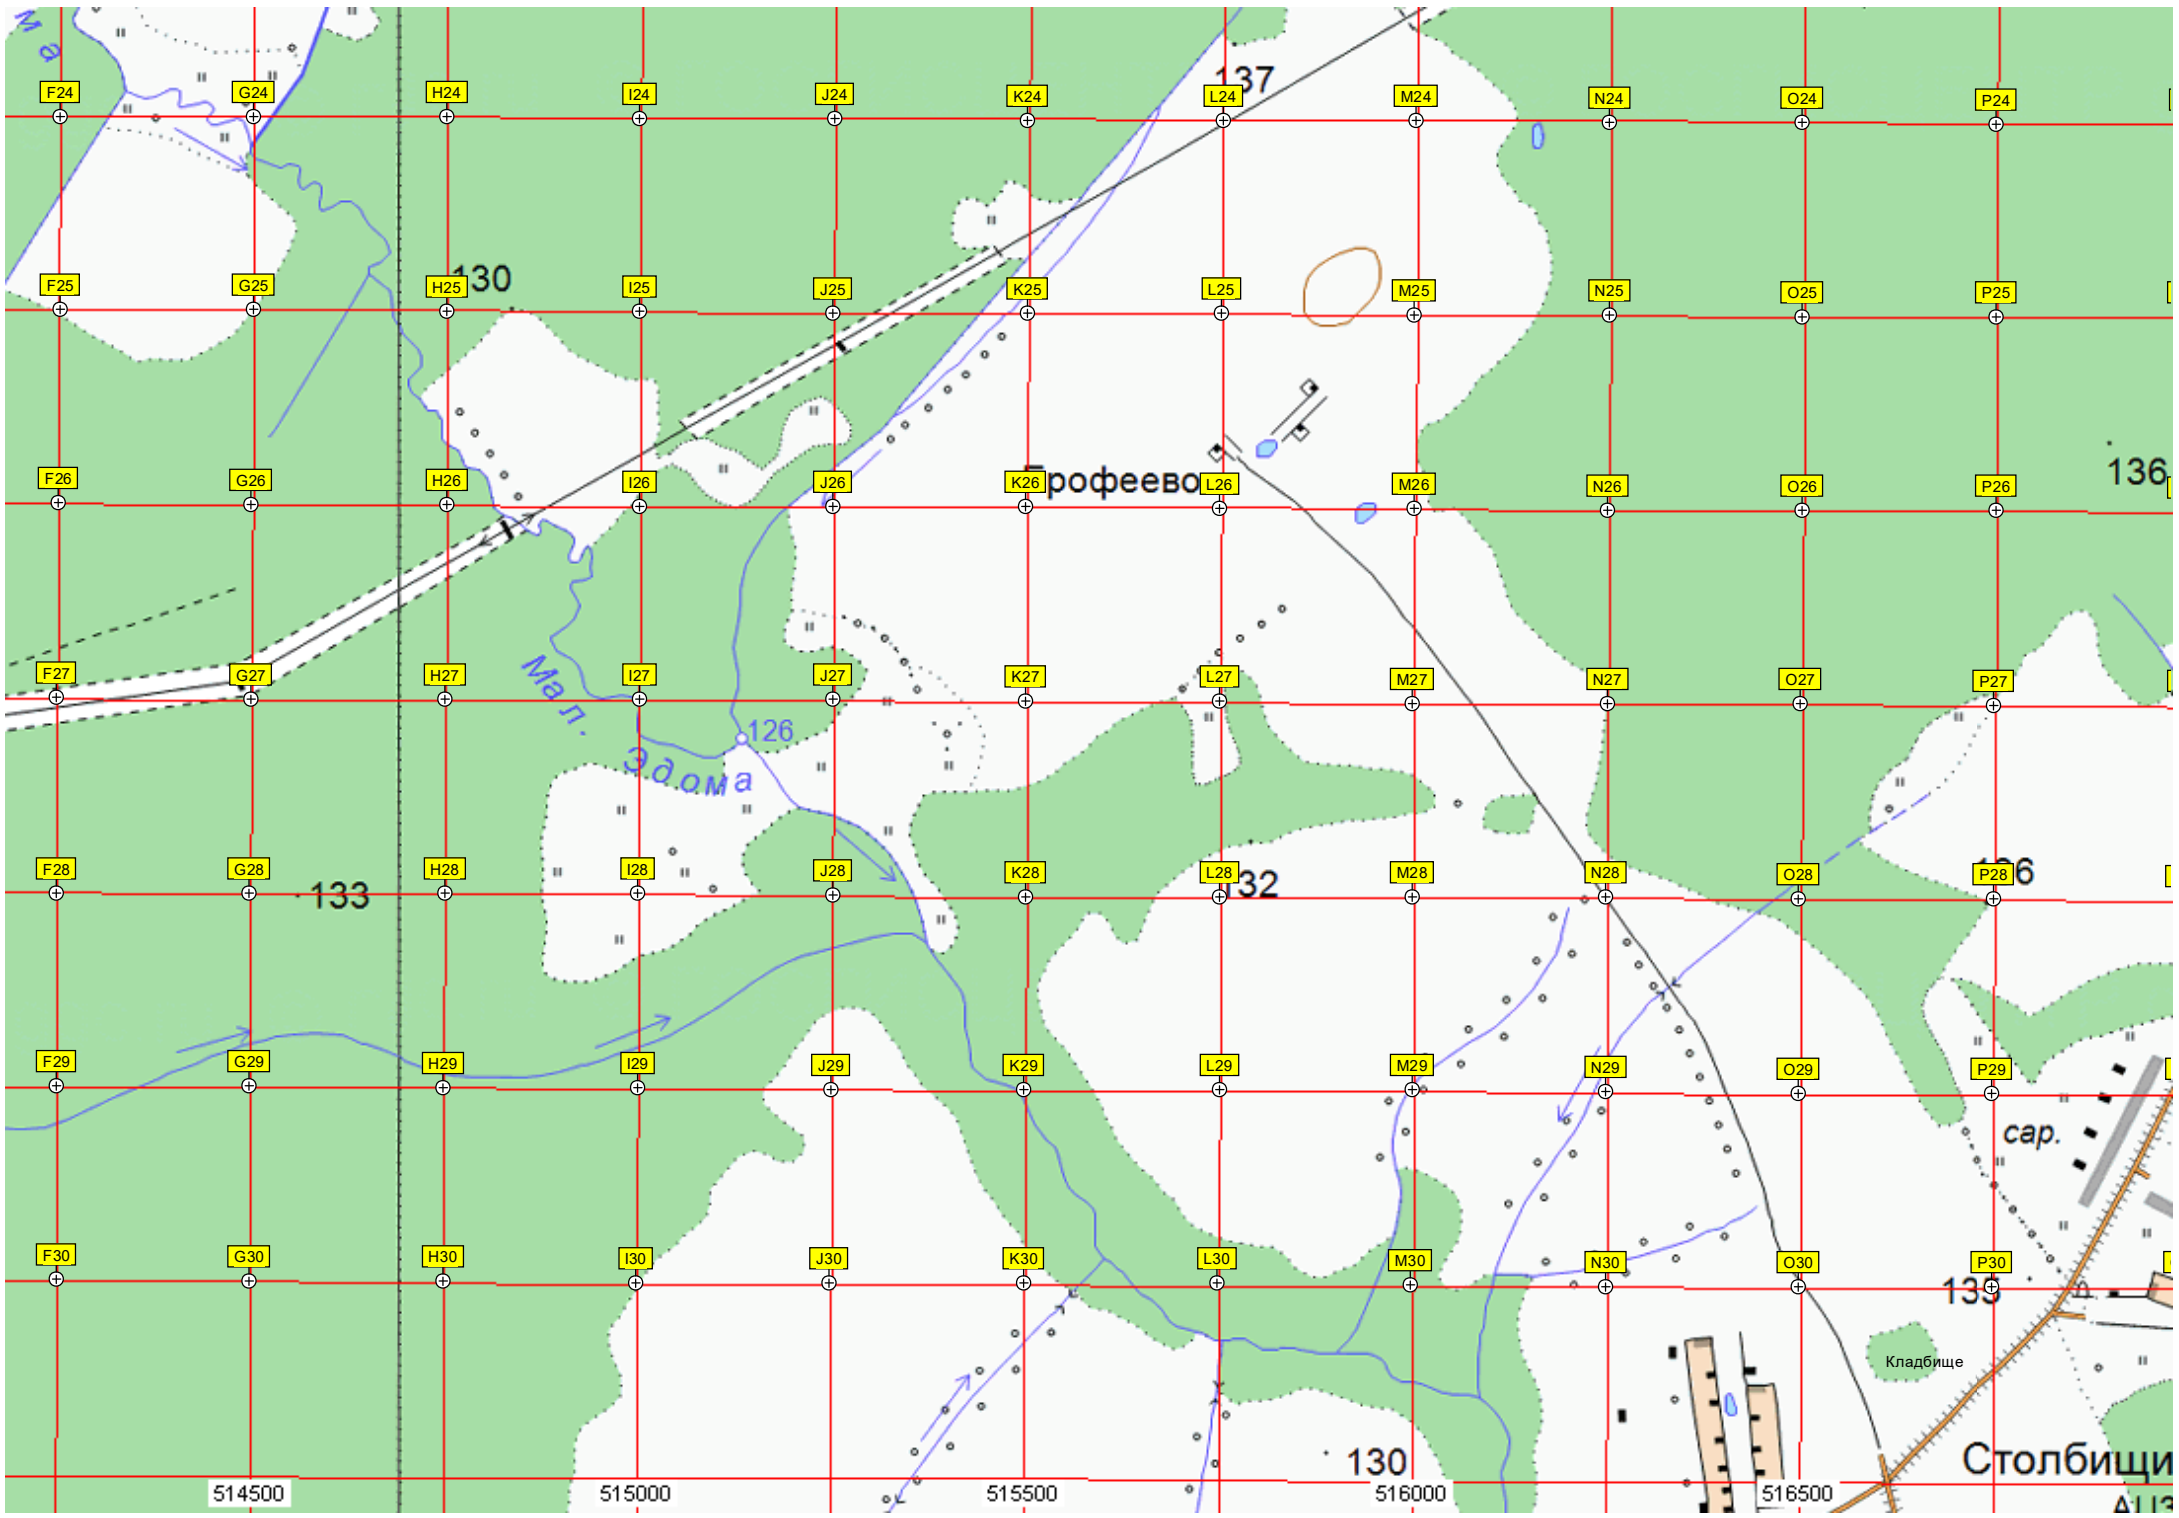 ма
137
F24 G24 H24 I24 J24 K24 L24 M24 N24 O24 P24
130
F25 G25 H25 I25 J25 K25 L25 M25 N25 O25 P25
136
Ерофеево
F26 G26 H26 I26 J26 K26 L26 M26 N26 O26 P26
F27 G27 H27 I27 J27 K27 L27 M27 N27 O27 P27
Мал. Эдома
126
F28 G28 H28 I28 J28 K28 L28 M28 N28 O28 P28
133
132
F29 G29 H29 I29 J29 K29 L29 M29 N29 O29 P29
сар.
F30 G30 H30 I30 J30 K30 L30 M30 N30 O30 P30
135
Кладбище
130
Столбищи
514500 515000 515500 516000 516500